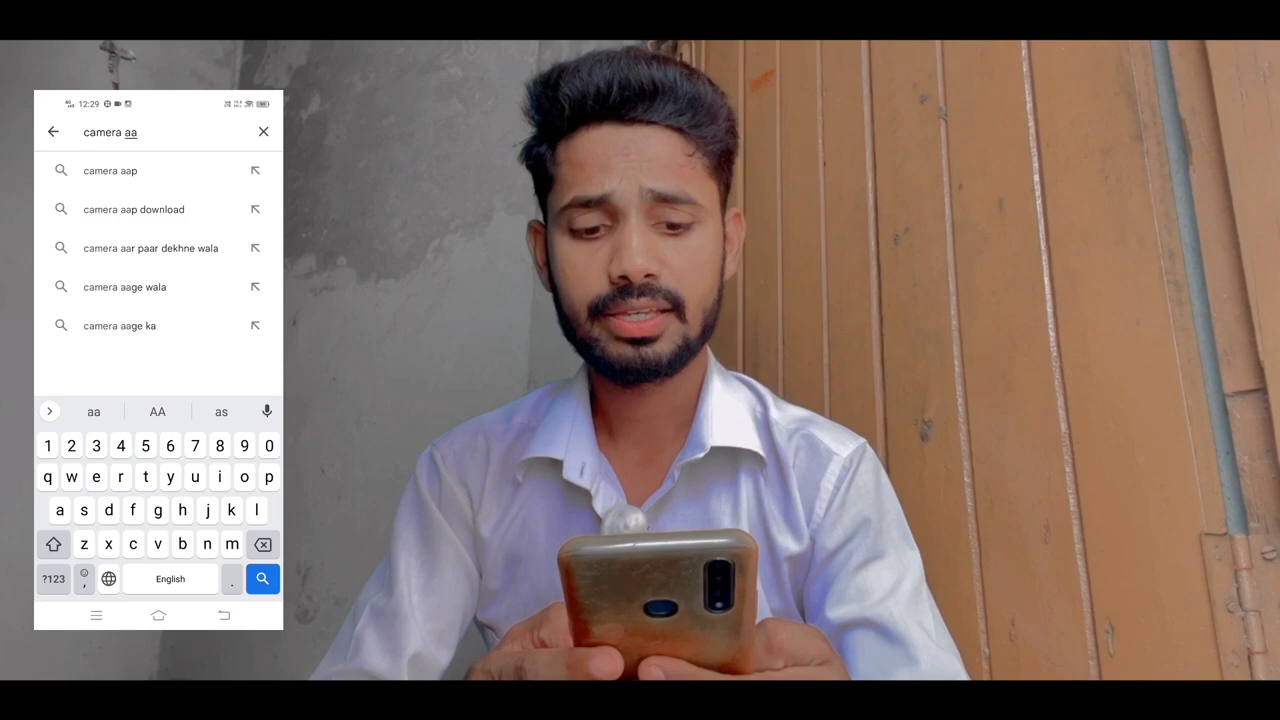 12:29
camera aa
camera aap
camera aap download
camera aar paar dekhne wala
camera aage wala
camera aage ka
aa AA as
1 2 3 4 5 6 7 8 9 0
q w e r t y u i o p
a s d f g h j k l
z x c v b n m
?123 , English .